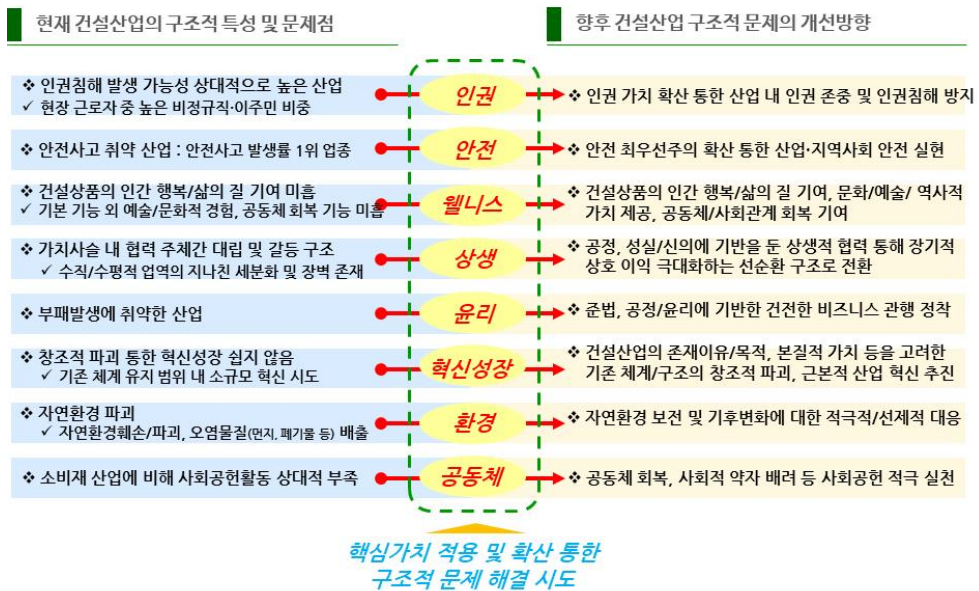 현재 건설산업의 구조적 특성 및 문제점
향후 건설산업 구조적 문제의 개선방향
❖ 인권침해 발생 가능성 상대적으로 높은 산업
✓ 현장 근로자 중 높은 비정규직·이주민 비중
인권
❖ 인권 가치 확산 통한 산업 내 인권 존중 및 인권침해 방지
❖ 안전사고 취약 산업 : 안전사고 발생률 1위 업종
안전
❖ 안전 최우선주의 확산 통한 산업·지역사회 안전 실현
❖ 건설상품의 인간 행복/삶의 질 기여 미흡
✓ 기본 기능 외 예술/문화적 경험, 공동체 회복 기능 미흡
웰니스
❖ 건설상품의 인간 행복/삶의 질 기여, 문화/예술/ 역사적
가치 제공, 공동체/사회관계 회복 기여
❖ 가치사슬 내 협력 주체간 대립 및 갈등 구조
✓ 수직/수평적 업역의 지나친 세분화 및 장벽 존재
상생
❖ 공정, 성실/신의에 기반을 둔 상생적 협력 통해 장기적
상호 이익 극대화하는 선순환 구조로 전환
❖ 부패발생에 취약한 산업
윤리
❖ 준법, 공정/윤리에 기반한 건전한 비즈니스 관행 정착
❖ 창조적 파괴 통한 혁신성장 쉽지 않음
✓ 기존 체계 유지 범위 내 소규모 혁신 시도
혁신성장
❖ 건설산업의 존재이유/목적, 본질적 가치 등을 고려한
기존 체계/구조의 창조적 파괴, 근본적 산업 혁신 추진
❖ 자연환경 파괴
✓ 자연환경훼손/파괴, 오염물질(먼지, 폐기물 등) 배출
환경
❖ 자연환경 보전 및 기후변화에 대한 적극적/선제적 대응
❖ 소비재 산업에 비해 사회공헌활동 상대적 부족
공동체
❖ 공동체 회복, 사회적 약자 배려 등 사회공헌 적극 실천
핵심가치 적용 및 확산 통한
구조적 문제 해결 시도